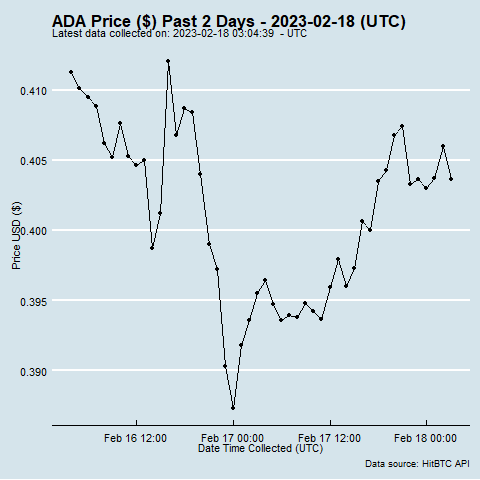 ADA Price ($) Past 2 Days - 2023-02-18 (UTC)
Latest data collected on: 2023-02-18 03:04:39 - UTC
0.410
0.405
0.400
0.395
0.390
Price USD ($)
Feb 16 12:00 Feb 17 00:00 Feb 17 12:00 Feb 18 00:00
Date Time Collected (UTC)
Data source: HitBTC API